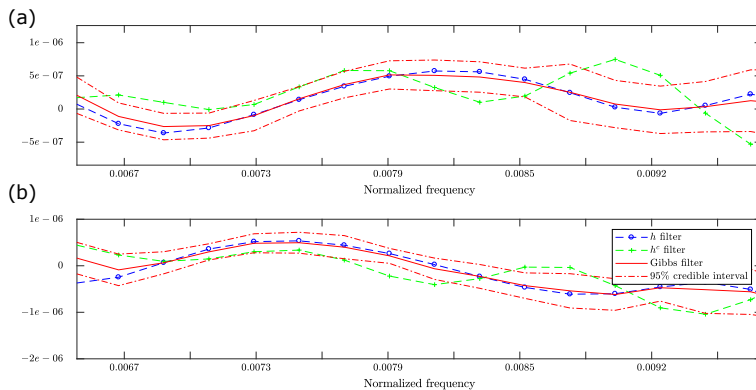 (a)
1e−06
5e−07
0
−5e−07
0.0067 0.0073 0.0079 0.0085 0.0092
Normalized frequency
(b)
1e−06
0
−1e−06
−2e−06
h filter
hᶜ filter
Gibbs filter
95% credible interval
0.0067 0.0073 0.0079 0.0085 0.0092
Normalized frequency